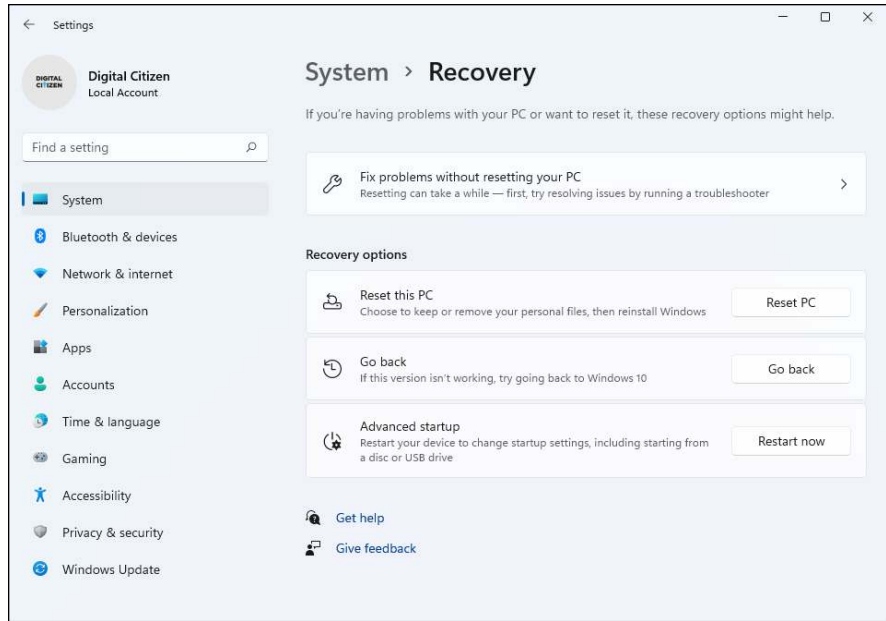 Settings
DIGITAL
CITIZEN
Digital Citizen
Local Account
Find a setting
System
Bluetooth & devices
Network & internet
Personalization
Apps
Accounts
Time & language
Gaming
Accessibility
Privacy & security
Windows Update
System > Recovery
If you're having problems with your PC or want to reset it, these recovery options might help.
Fix problems without resetting your PC
Resetting can take a while — first, try resolving issues by running a troubleshooter
Recovery options
Reset this PC
Choose to keep or remove your personal files, then reinstall Windows
Reset PC
Go back
If this version isn't working, try going back to Windows 10
Go back
Advanced startup
Restart your device to change startup settings, including starting from
a disc or USB drive
Restart now
Get help
Give feedback